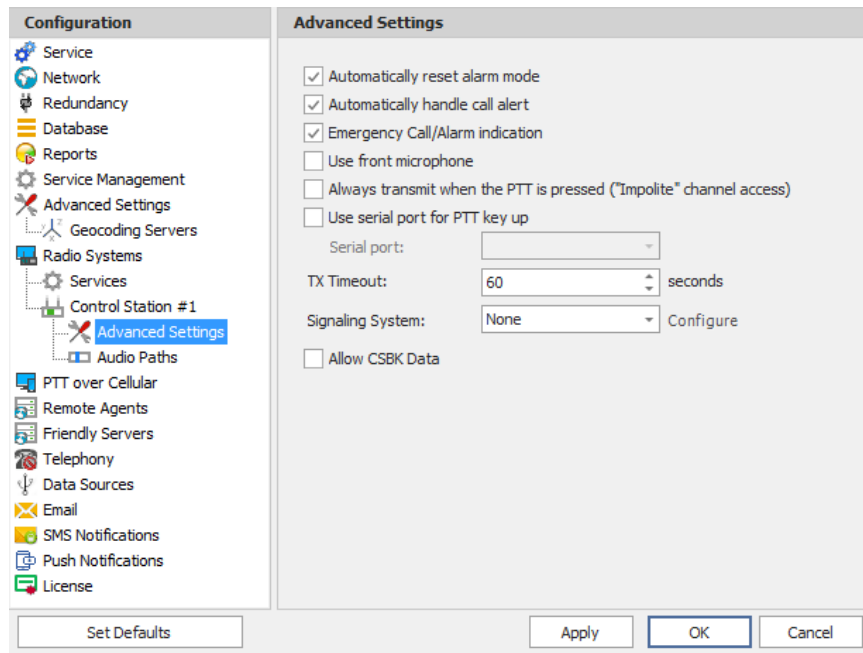 Configuration
Service
Network
Redundancy
Database
Reports
Service Management
Advanced Settings
Geocoding Servers
Radio Systems
Services
Control Station #1
Advanced Settings
Audio Paths
PTT over Cellular
Remote Agents
Friendly Servers
Telephony
Data Sources
Email
SMS Notifications
Push Notifications
License
Set Defaults
Advanced Settings
Automatically reset alarm mode
Automatically handle call alert
Emergency Call/Alarm indication
Use front microphone
Always transmit when the PTT is pressed ("Impolite" channel access)
Use serial port for PTT key up
Serial port:
TX Timeout: 60 seconds
Signaling System: None Configure
Allow CSBK Data
Apply OK Cancel